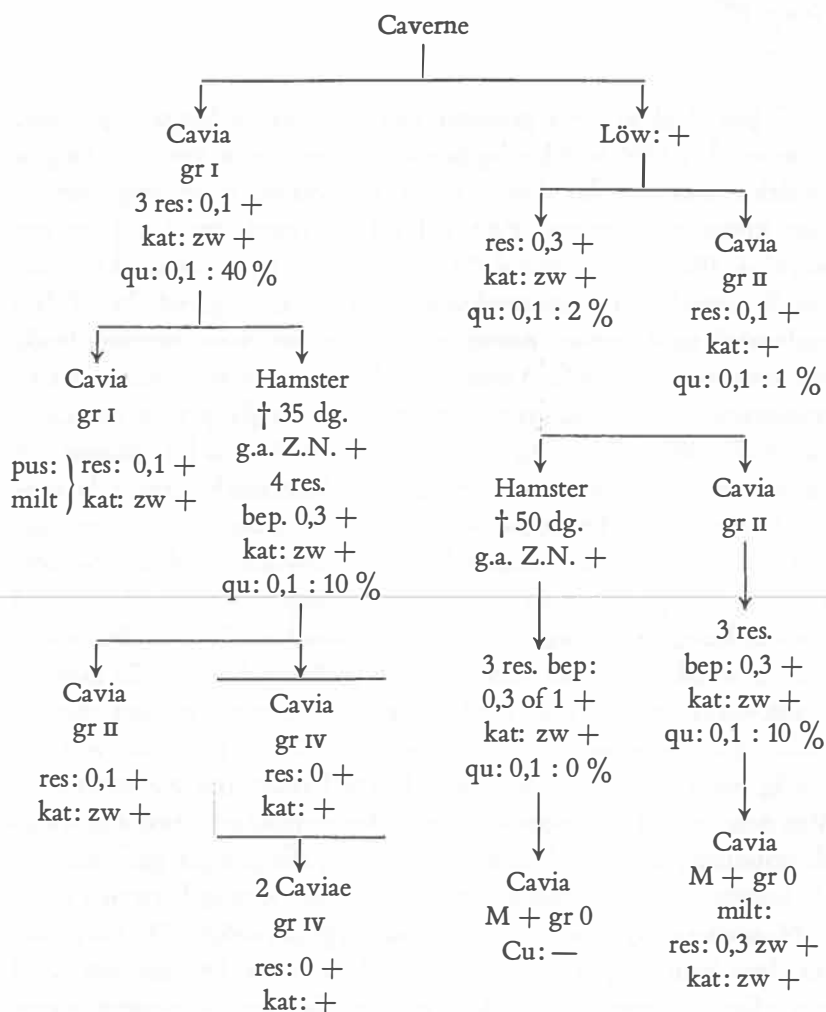 Caverne
Cavia
gr I
3 res: 0,1 +
kat: zw +
qu: 0,1 : 40 %
Löw: +
res: 0,3 +
kat: zw +
qu: 0,1 : 2 %
Cavia
gr II
res: 0,1 +
kat: +
qu: 0,1 : 1 %
Cavia
gr I
pus: } res: 0,1 +
milt } kat: zw +
Hamster
† 35 dg.
g.a. Z.N. +
4 res.
bep. 0,3 +
kat: zw +
qu: 0,1 : 10 %
Hamster
† 50 dg.
g.a. Z.N. +
Cavia
gr II
Cavia
gr II
res: 0,1 +
kat: zw +
Cavia
gr IV
res: 0 +
kat: +
3 res. bep:
0,3 of 1 +
kat: zw +
qu: 0,1 : 0 %
3 res.
bep: 0,3 +
kat: zw +
qu: 0,1 : 10 %
2 Caviae
gr IV
res: 0 +
kat: +
Cavia
M + gr 0
Cu: —
Cavia
M + gr 0
milt:
res: 0,3 zw +
kat: zw +